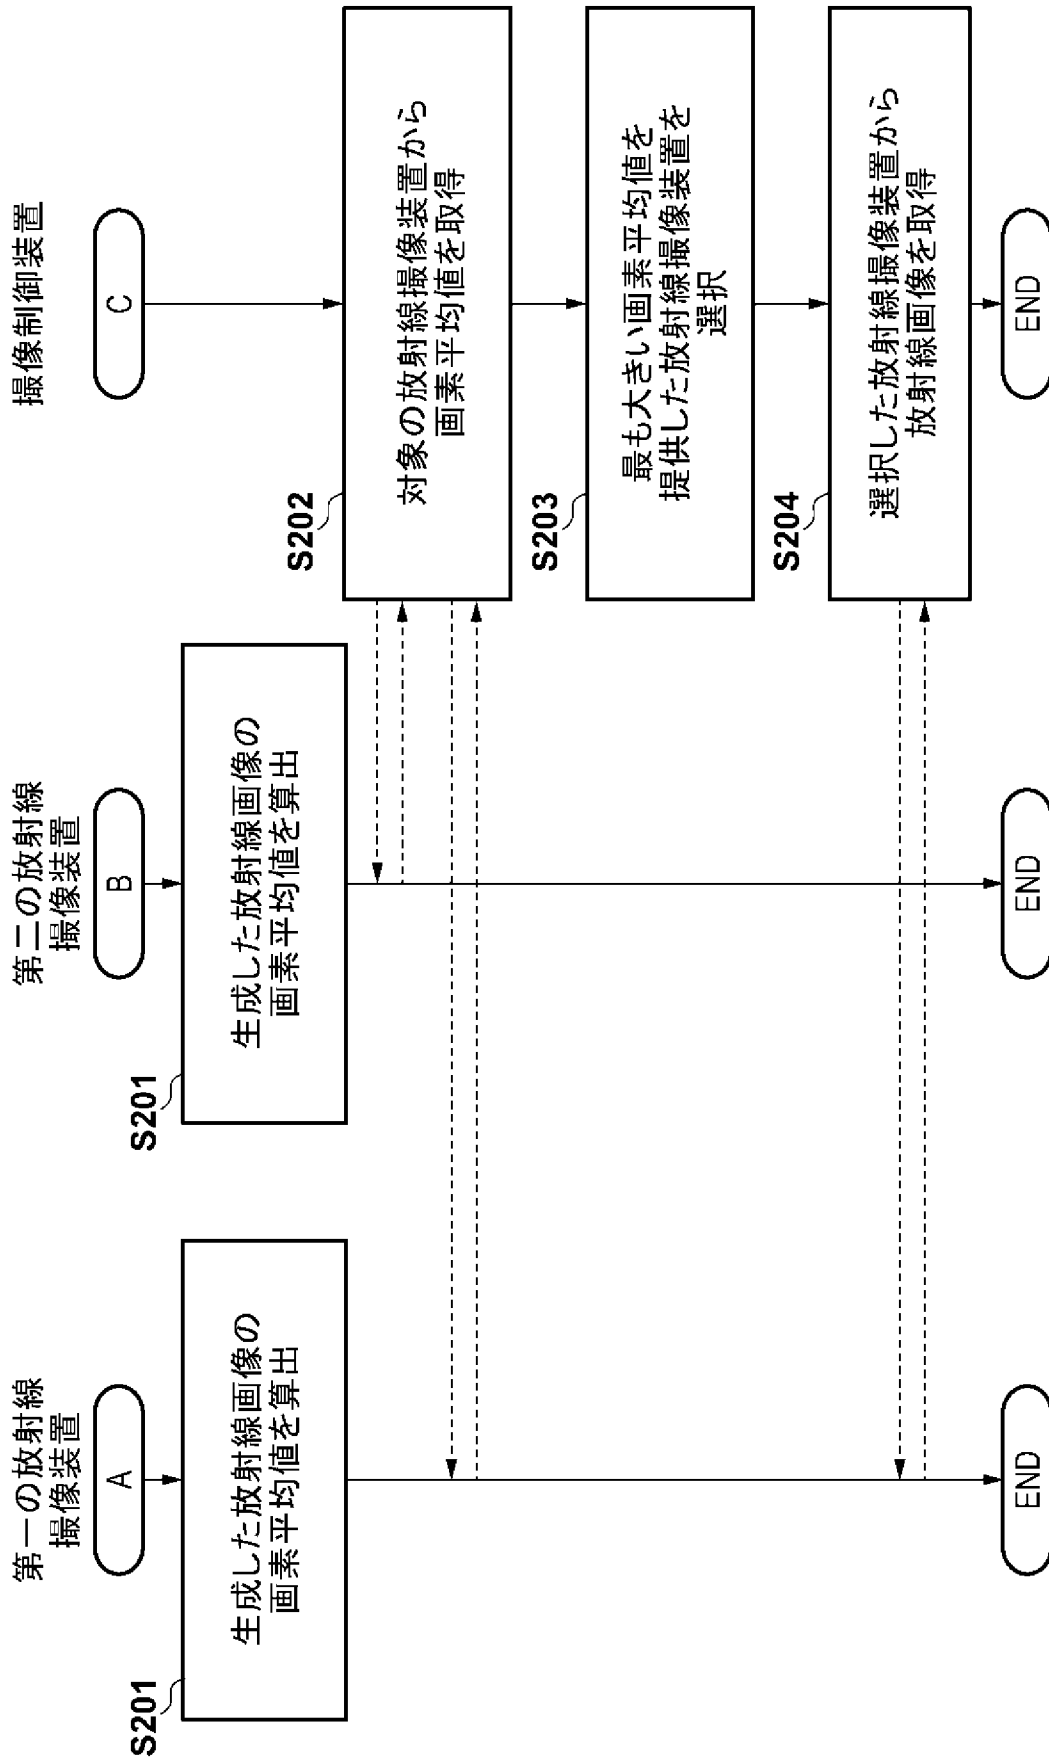 第一の放射線
撮像装置
A
S201
生成した放射線画像の
画素平均値を算出
END
第二の放射線
撮像装置
B
S201
生成した放射線画像の
画素平均値を算出
END
撮像制御装置
C
S202
対象の放射線撮像装置から
画素平均値を取得
S203
最も大きい画素平均値を
提供した放射線撮像装置を
選択
S204
選択した放射線撮像装置から
放射線画像を取得
END